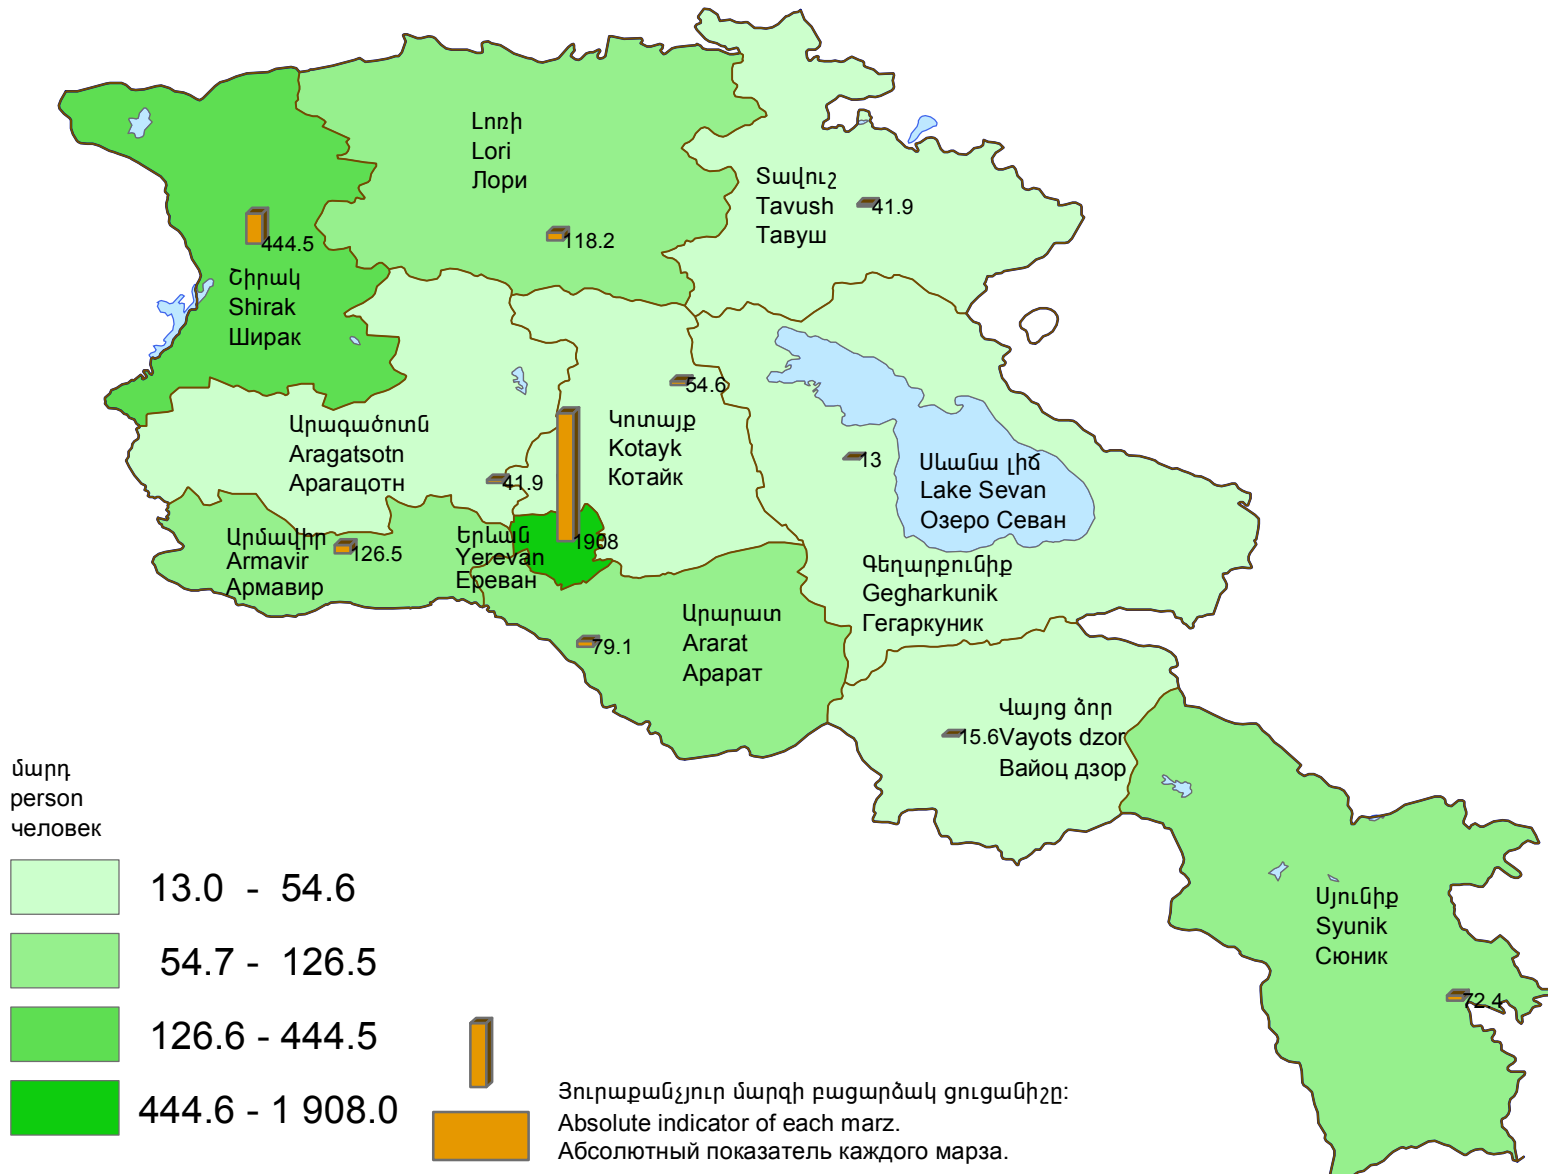 Լոռի
Lori
Лори
118.2
Տավուշ
Tavush
Тавуш
41.9
444.5
Շիրակ
Shirak
Ширак
54.6
Արագածոտն
Aragatsotn
Арагацотн
41.9
Կոտայք
Kotayk
Котайк
13
Սևանա լիճ
Lake Sevan
Озеро Севан
Արմավիր
Armavir
Армавир
126.5
Երևան
Yerevan
Ереван
1908
Գեղարքունիք
Gegharkunik
Гегаркуник
Արարատ
Ararat
Арарат
79.1
Վայոց ձոր
15.6 Vayots dzor
Вайоц дзор
Սյունիք
Syunik
Сюник
72.4
մարդ
person
человек
13.0 - 54.6
54.7 - 126.5
126.6 - 444.5
444.6 - 1 908.0
Յուրաքանչյուր մարզի բացարձակ ցուցանիշը:
Absolute indicator of each marz.
Абсолютный показатель каждого марза.